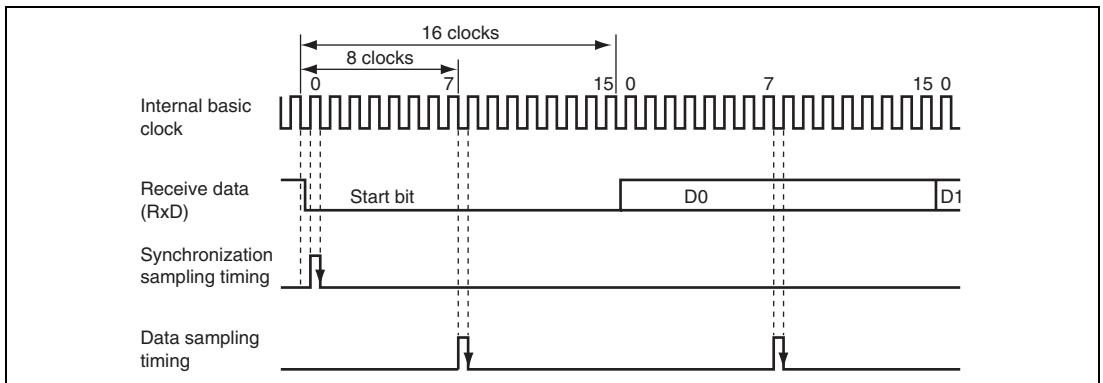 16 clocks
8 clocks
0 7 15 0 7 15 0
Internal basic
clock
Receive data
(RxD)
Start bit
D0
D1
Synchronization
sampling timing
Data sampling
timing